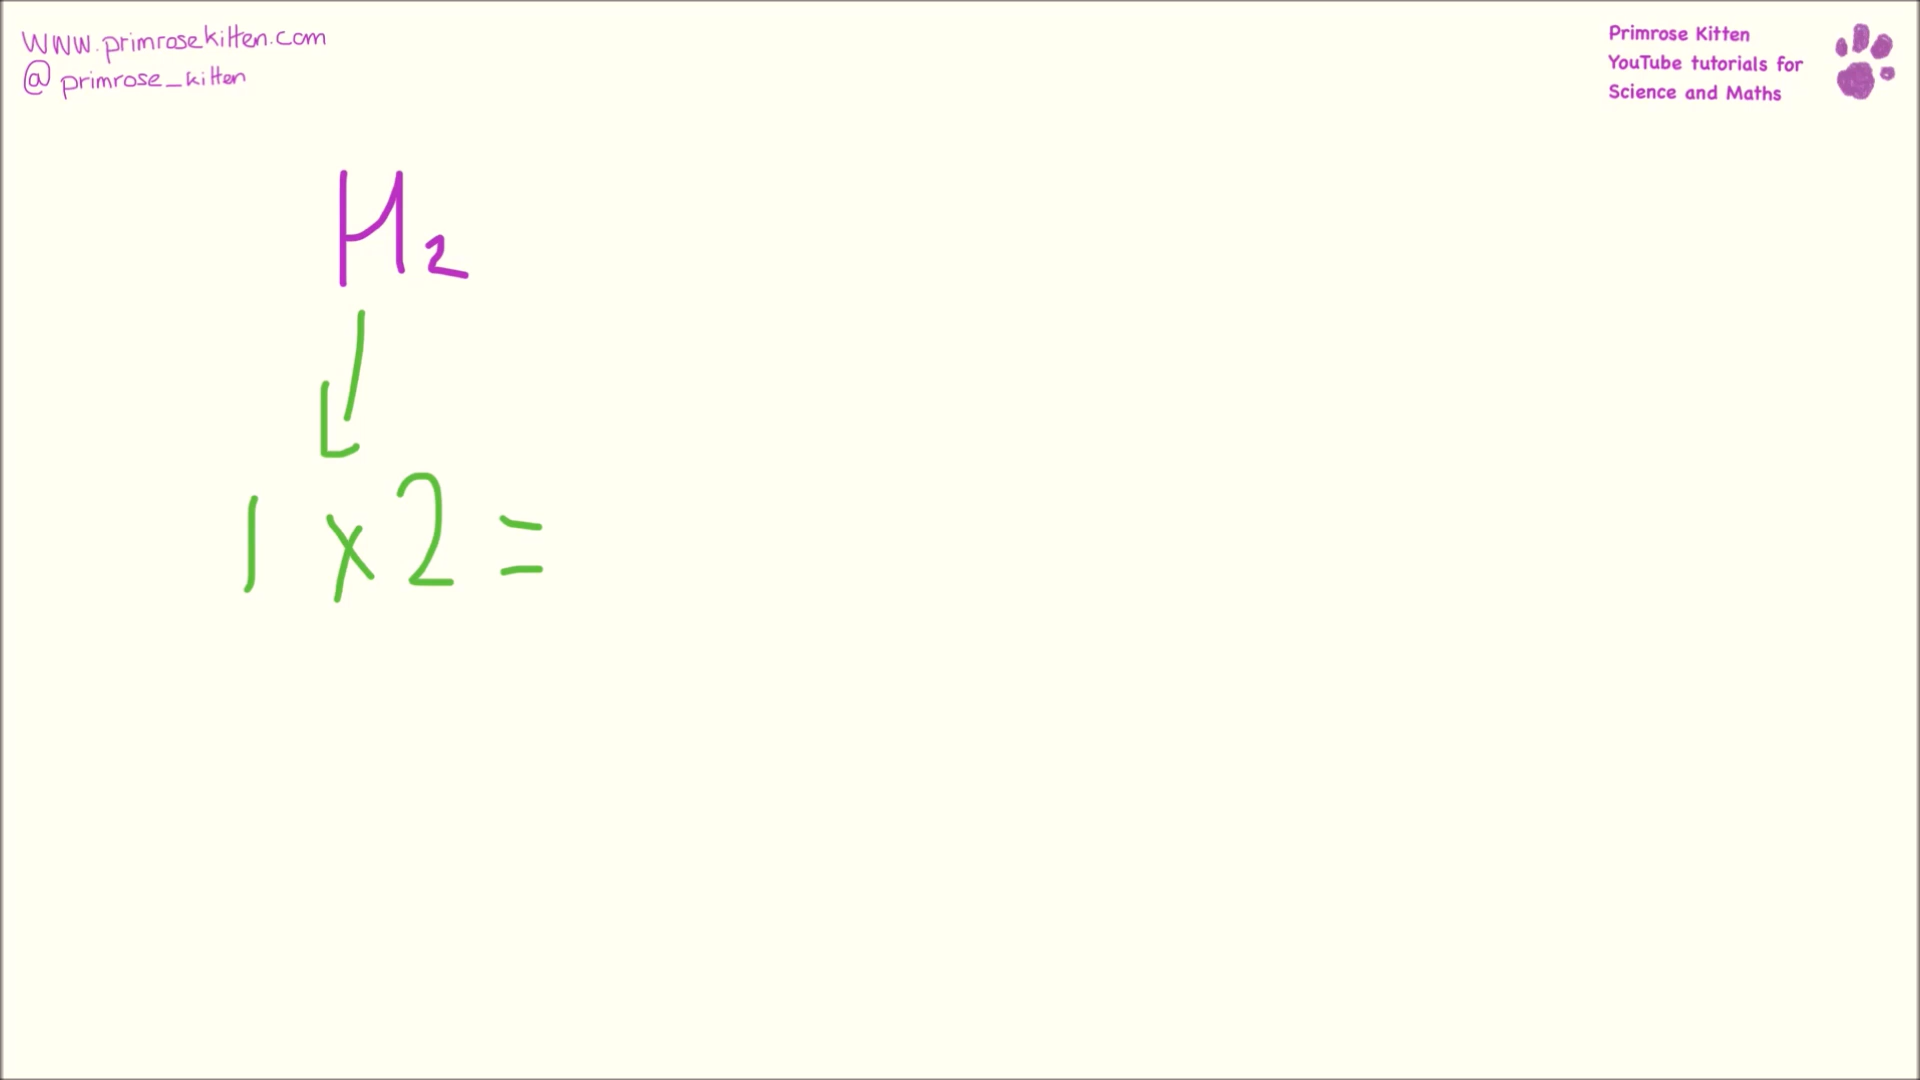 www.primrosekitten.com
@primrose_kitten
Primrose Kitten
YouTube tutorials for
Science and Maths
H₂
1 x 2 =